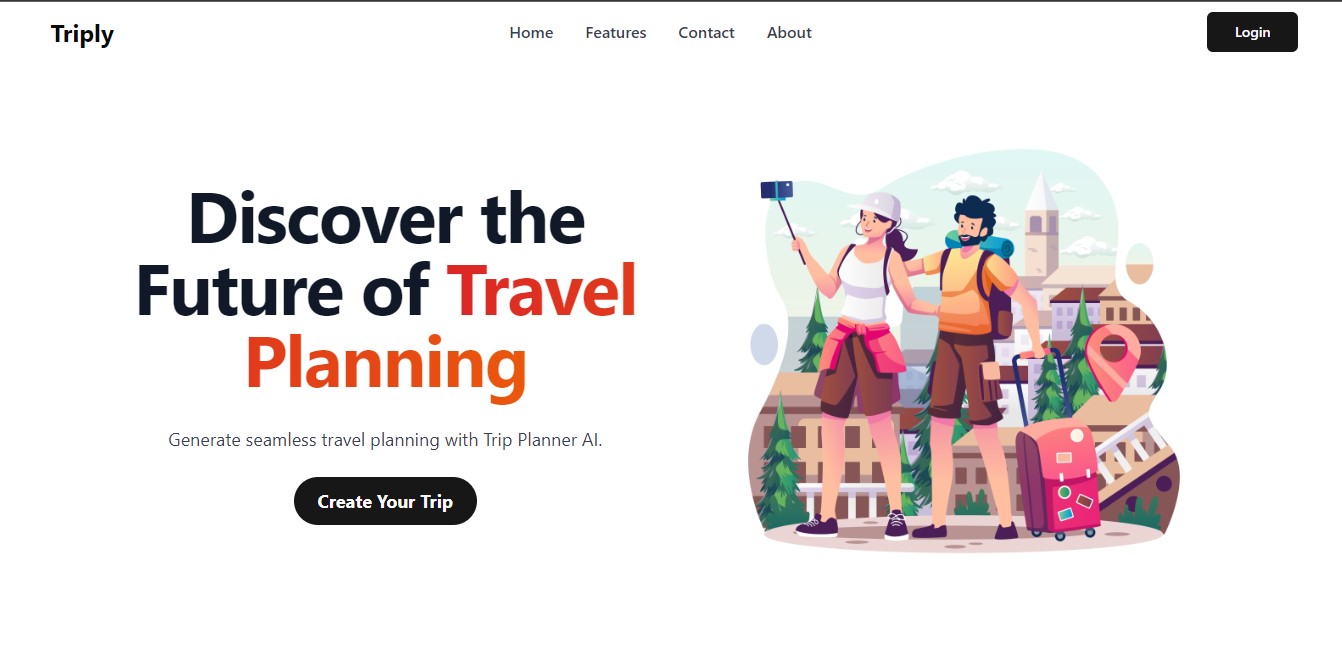 Triply
Home Features Contact About
Login
Discover the
Future of Travel
Planning
Generate seamless travel planning with Trip Planner AI.
Create Your Trip